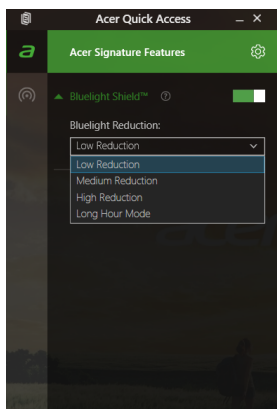 Acer Quick Access
a
Acer Signature Features
Bluelight Shield™
Bluelight Reduction:
Low Reduction
Low Reduction
Medium Reduction
High Reduction
Long Hour Mode
acer